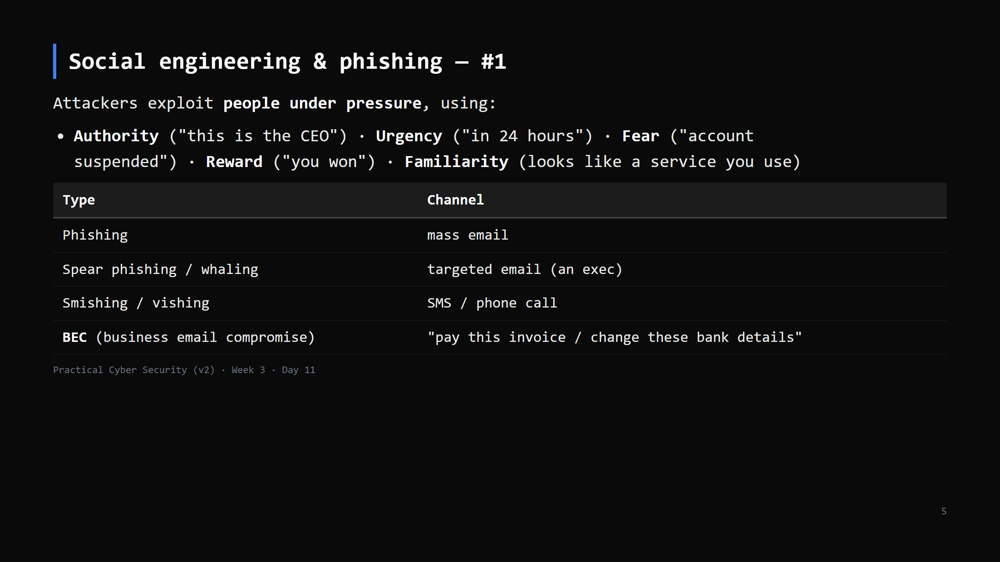 Social engineering & phishing — #1
Attackers exploit people under pressure, using:
• Authority ("this is the CEO") · Urgency ("in 24 hours") · Fear ("account
suspended") · Reward ("you won") · Familiarity (looks like a service you use)
Type Channel
Phishing mass email
Spear phishing / whaling targeted email (an exec)
Smishing / vishing SMS / phone call
BEC (business email compromise) "pay this invoice / change these bank details"
Practical Cyber Security (v2) · Week 3 · Day 11
5